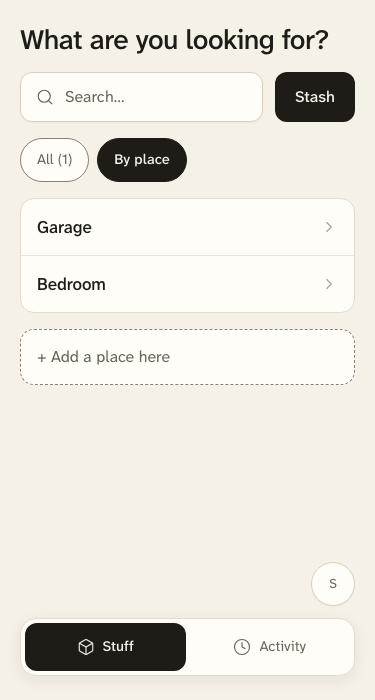 What are you looking for?
Search...
Stash
All (1)
By place
Garage
Bedroom
+ Add a place here
S
Stuff
Activity